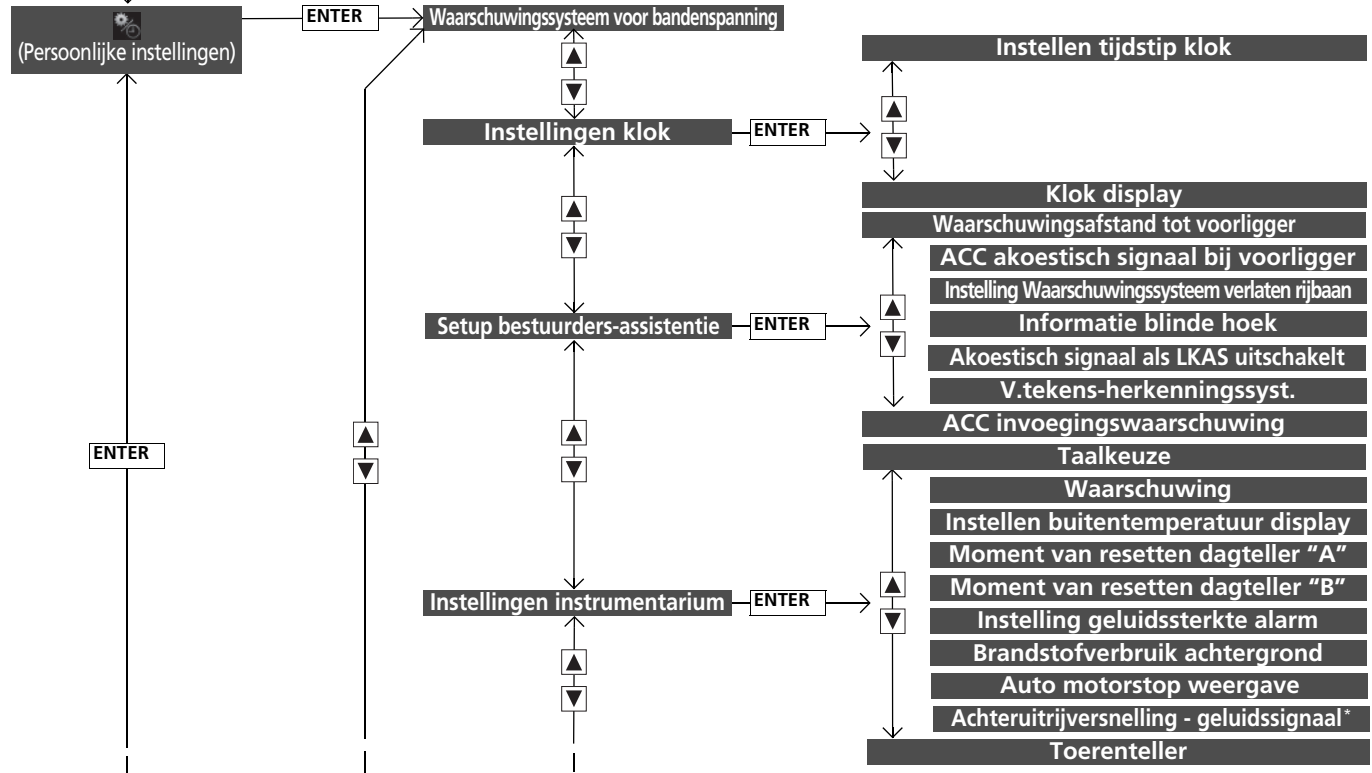 (Persoonlijke instellingen)
ENTER
Waarschuwingssysteem voor bandenspanning
Instellingen klok
ENTER
Instellen tijdstip klok
Klok display
Setup bestuurders-assistentie
ENTER
Waarschuwingsafstand tot voorligger
ACC akoestisch signaal bij voorligger
Instelling Waarschuwingssysteem verlaten rijbaan
Informatie blinde hoek
Akoestisch signaal als LKAS uitschakelt
V.tekens-herkenningssyst.
ACC invoegingswaarschuwing
ENTER
Instellingen instrumentarium
ENTER
Taalkeuze
Waarschuwing
Instellen buitentemperatuur display
Moment van resetten dagteller “A”
Moment van resetten dagteller “B”
Instelling geluidssterkte alarm
Brandstofverbruik achtergrond
Auto motorstop weergave
Achteruitrijversnelling - geluidssignaal*
Toerenteller